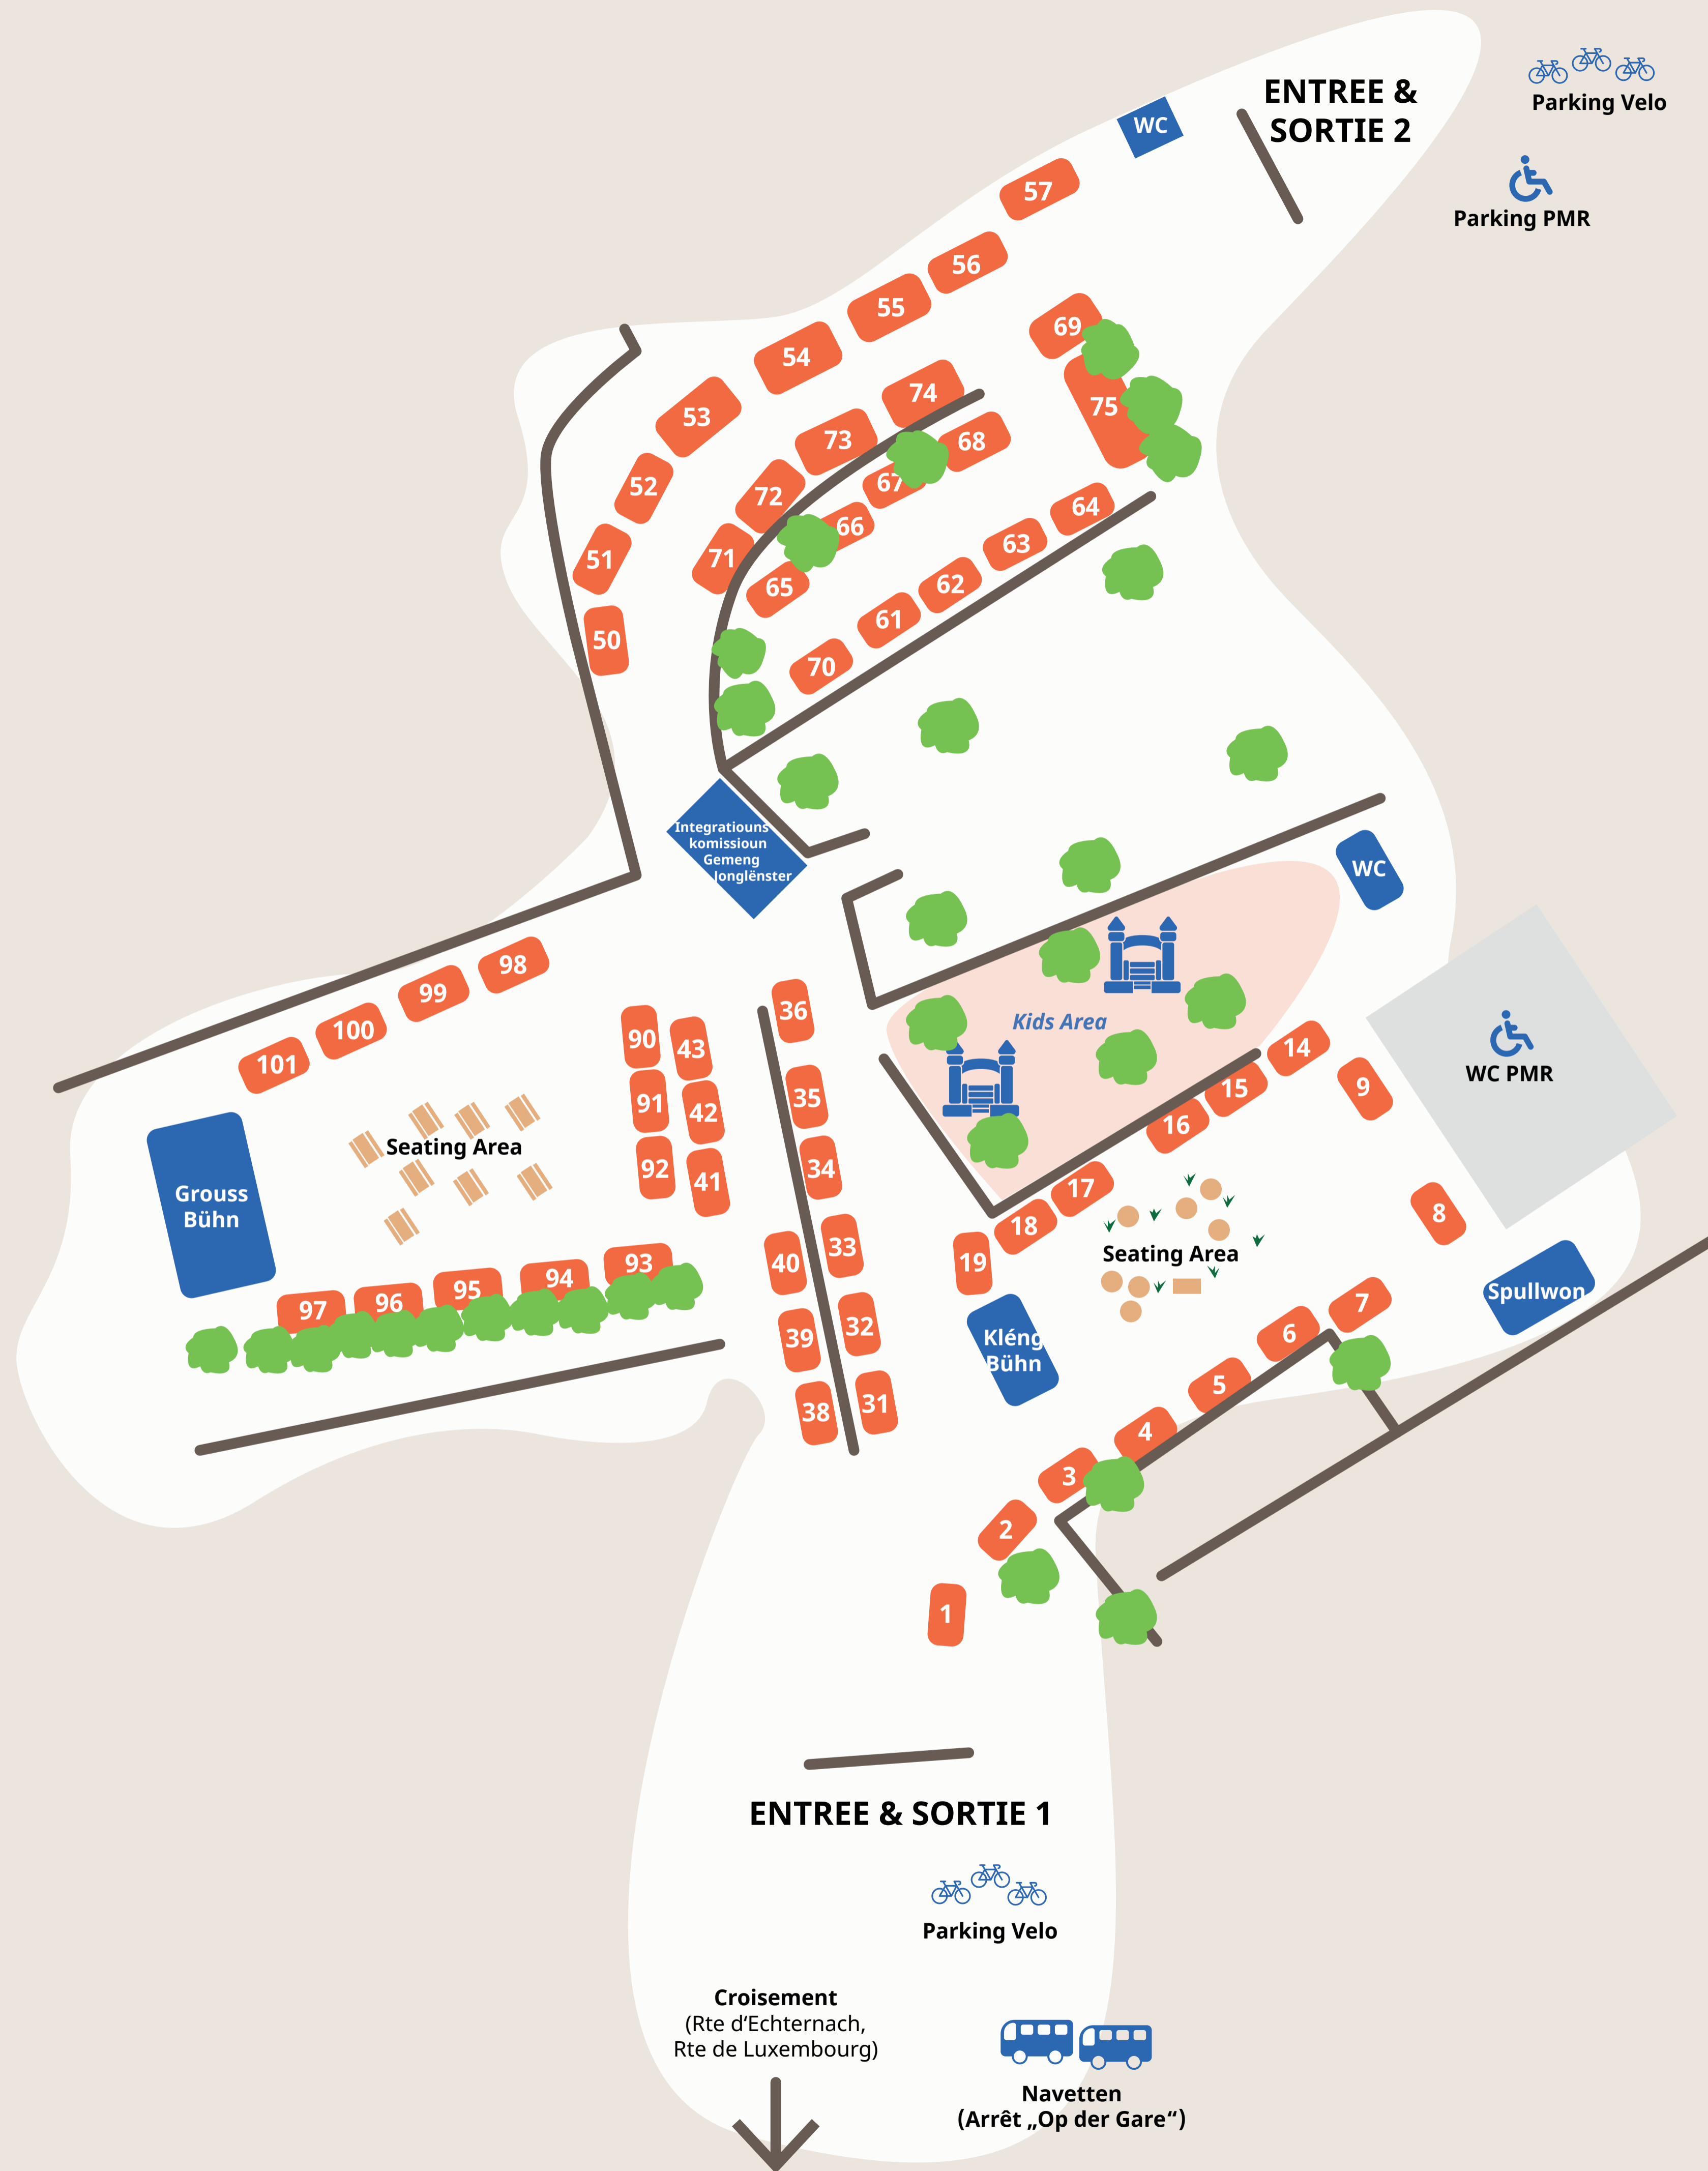 Parking Velo
ENTREE &
SORTIE 2
WC
Parking PMR
57
56
55
69
54
74
75
53
73
68
52
72
67
64
66
63
51
71
65
62
61
50
70
Integratiouns
komissioun
Gemeng
Jonglënster
WC
98
99
36
Kids Area
100
90
43
14
101
WC PMR
9
15
35
91
42
16
Seating Area
34
92
41
17
Grouss
Bühn
8
18
33
Seating Area
40
19
93
94
95
Spullwon
96
7
97
32
6
39
Kléng
Bühn
5
31
38
4
3
2
1
ENTREE & SORTIE 1
Parking Velo
Croisement
(Rte d‘Echternach,
Rte de Luxembourg)
Navetten
(Arrêt „Op der Gare“)